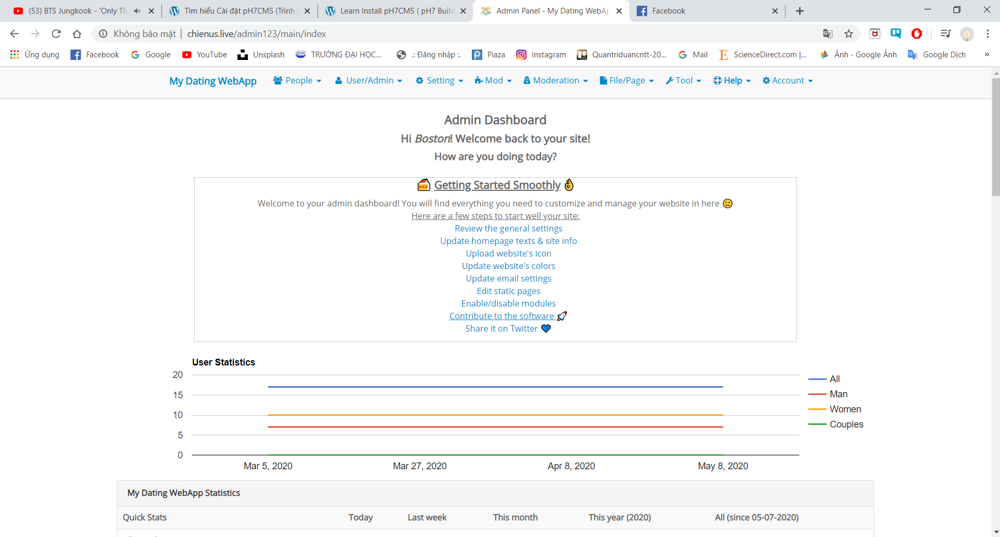 (53) BTS Jungkook - 'Only Th
Tìm hiểu Cài đặt pH7CMS (Trình t
Learn Install pH7CMS ( pH7 Build
Admin Panel - My Dating WebAp
Facebook
Không bảo mật | chienus.live/admin123/main/index
Ứng dụng Facebook Google YouTube Unsplash TRƯỜNG ĐẠI HỌC... .: Đăng nhập :. Piaza Instagram Quantriduancntt-20... Mail ScienceDirect.com |... Ảnh - Google Ảnh Google Dịch »
My Dating WebApp People User/Admin Setting Mod Moderation File/Page Tool Help Account
Admin Dashboard
Hi Boston! Welcome back to your site!
How are you doing today?
Getting Started Smoothly
Welcome to your admin dashboard! You will find everything you need to customize and manage your website in here
Here are a few steps to start well your site:
Review the general settings
Update homepage texts & site info
Upload website's icon
Update website's colors
Update email settings
Edit static pages
Enable/disable modules
Contribute to the software
Share it on Twitter
User Statistics
20
15
10
5
0
Mar 5, 2020 Mar 27, 2020 Apr 8, 2020 May 8, 2020
All
Man
Women
Couples
My Dating WebApp Statistics
Quick Stats Today Last week This month This year (2020) All (since 05-07-2020)